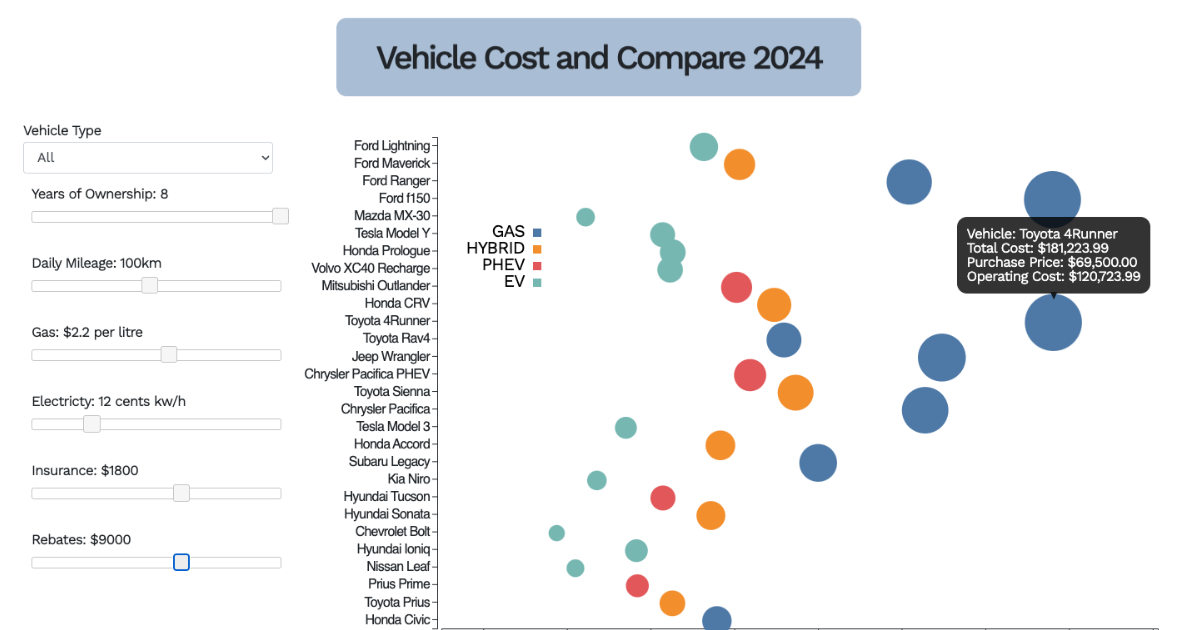 Vehicle Cost and Compare 2024
Vehicle Type
All
Years of Ownership: 8
Daily Mileage: 100km
Gas: $2.2 per litre
Electricty: 12 cents kw/h
Insurance: $1800
Rebates: $9000
Ford Lightning
Ford Maverick
Ford Ranger
Ford f150
Mazda MX-30
Tesla Model Y
Honda Prologue
Volvo XC40 Recharge
Mitsubishi Outlander
Honda CRV
Toyota 4Runner
Toyota Rav4
Jeep Wrangler
Chrysler Pacifica PHEV
Toyota Sienna
Chrysler Pacifica
Tesla Model 3
Honda Accord
Subaru Legacy
Kia Niro
Hyundai Tucson
Hyundai Sonata
Chevrolet Bolt
Hyundai Ioniq
Nissan Leaf
Prius Prime
Toyota Prius
Honda Civic
GAS
HYBRID
PHEV
EV
Vehicle: Toyota 4Runner
Total Cost: $181,223.99
Purchase Price: $69,500.00
Operating Cost: $120,723.99